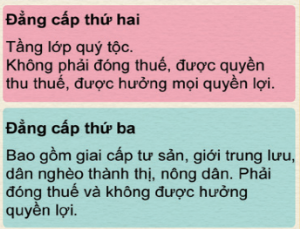 Đẳng cấp thứ hai
Tầng lớp quý tộc.
Không phải đóng thuế, được quyền
thu thuế, được hưởng mọi quyền lợi.
Đẳng cấp thứ ba
Bao gồm giai cấp tư sản, giới trung lưu,
dân nghèo thành thị, nông dân. Phải
đóng thuế và không được hưởng
quyền lợi.